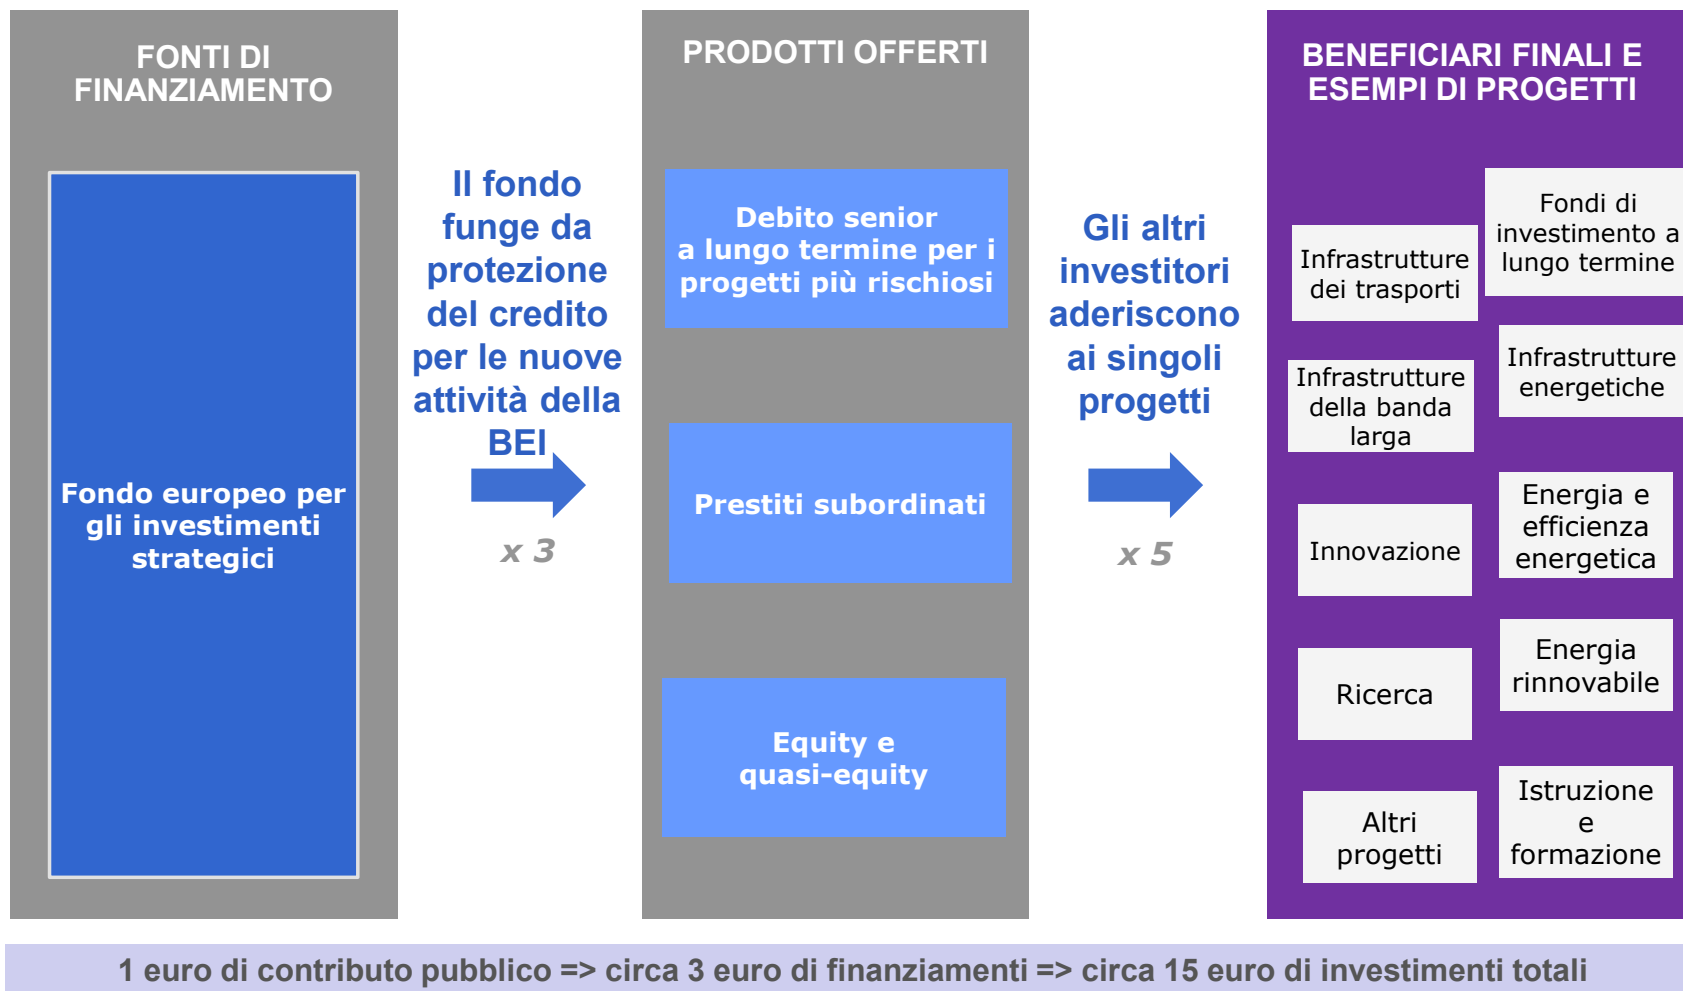 FONTI DI
FINANZIAMENTO
Fondo europeo per
gli investimenti
strategici
Il fondo
funge da
protezione
del credito
per le nuove
attività della
BEI
x 3
PRODOTTI OFFERTI
Debito senior
a lungo termine per i
progetti più rischiosi
Prestiti subordinati
Equity e
quasi-equity
Gli altri
investitori
aderiscono
ai singoli
progetti
x 5
BENEFICIARI FINALI E
ESEMPI DI PROGETTI
Infrastrutture
dei trasporti
Fondi di
investimento a
lungo termine
Infrastrutture
della banda
larga
Infrastrutture
energetiche
Innovazione
Energia e
efficienza
energetica
Ricerca
Energia
rinnovabile
Altri
progetti
Istruzione
e
formazione
1 euro di contributo pubblico => circa 3 euro di finanziamenti => circa 15 euro di investimenti totali